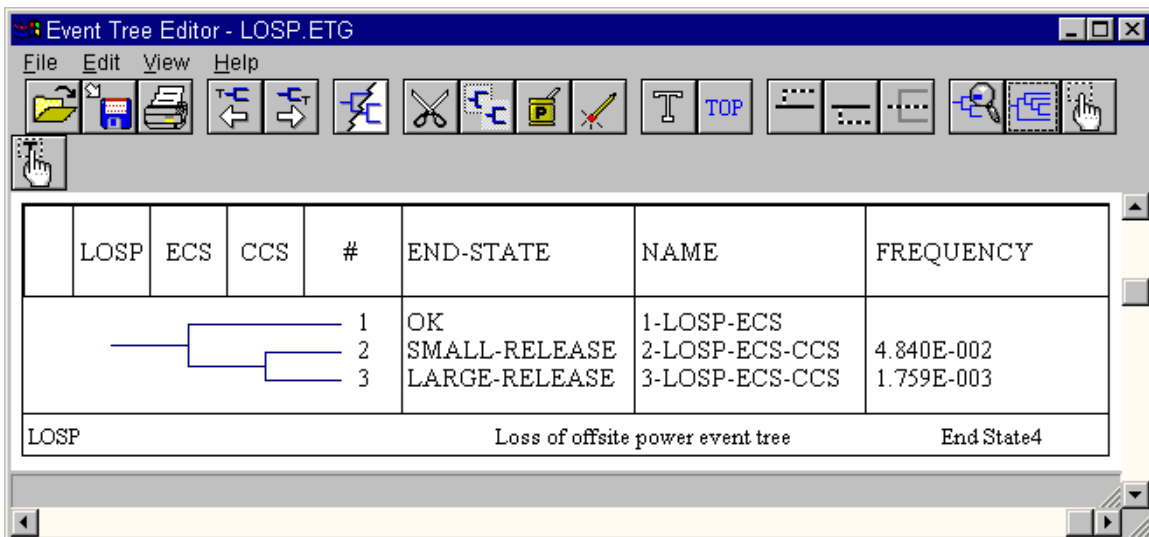 Event Tree Editor - LOSP.ETG
File Edit View Help
T T P T TOP
T
LOSP ECS CCS # END-STATE NAME FREQUENCY
1 OK 1-LOSP-ECS
2 SMALL-RELEASE 2-LOSP-ECS-CCS 4.840E-002
3 LARGE-RELEASE 3-LOSP-ECS-CCS 1.759E-003
LOSP Loss of offsite power event tree End State4